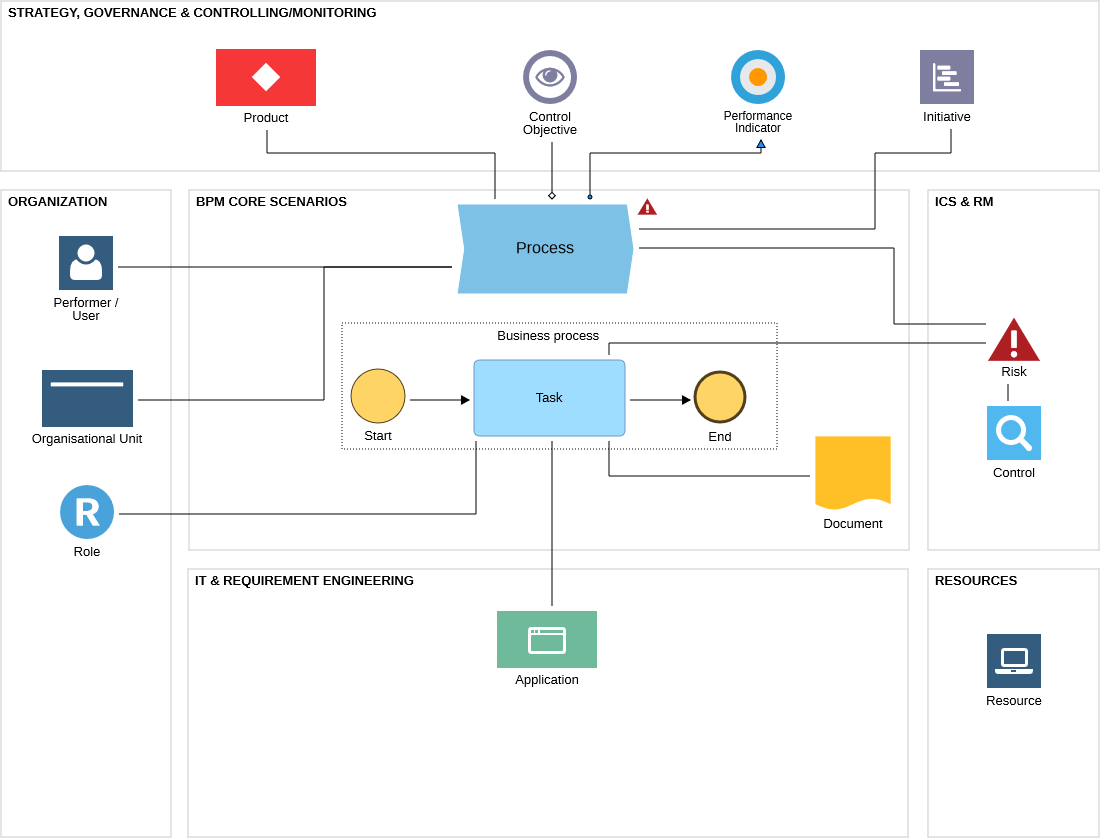 STRATEGY, GOVERNANCE & CONTROLLING/MONITORING
Product
Control
Objective
Performance
Indicator
Initiative
ORGANIZATION
Performer /
User
Organisational Unit
R
Role
BPM CORE SCENARIOS
Process
Business process
Start
Task
End
Document
ICS & RM
Risk
Control
IT & REQUIREMENT ENGINEERING
Application
RESOURCES
Resource